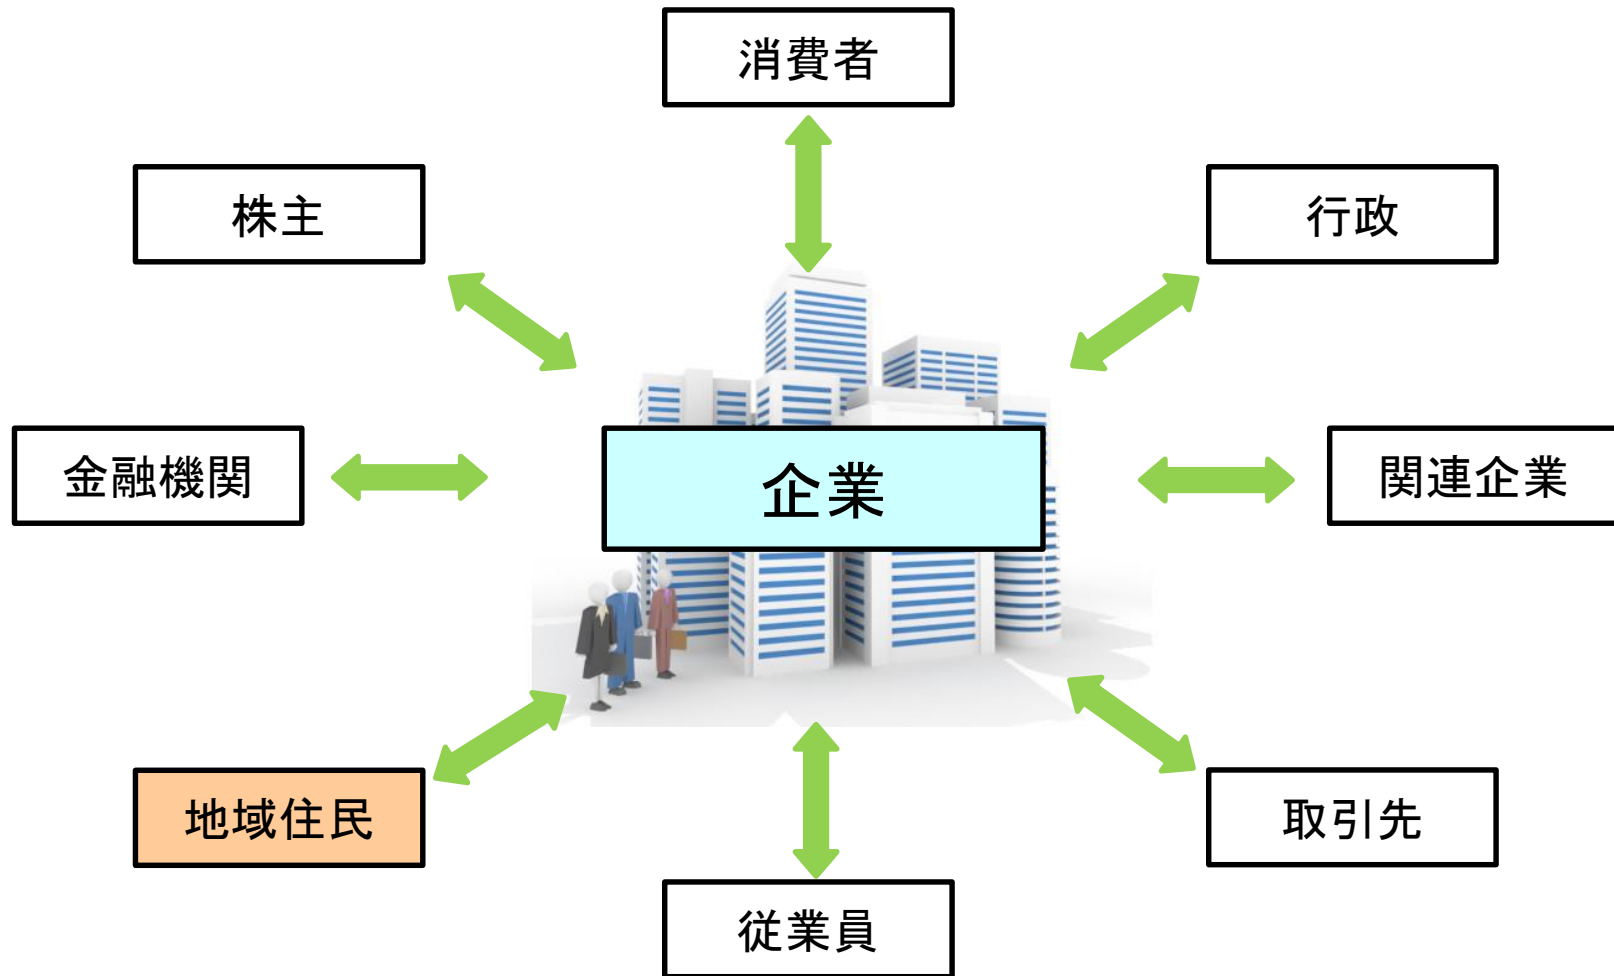 消費者
株主
行政
金融機関
企業
関連企業
地域住民
取引先
従業員